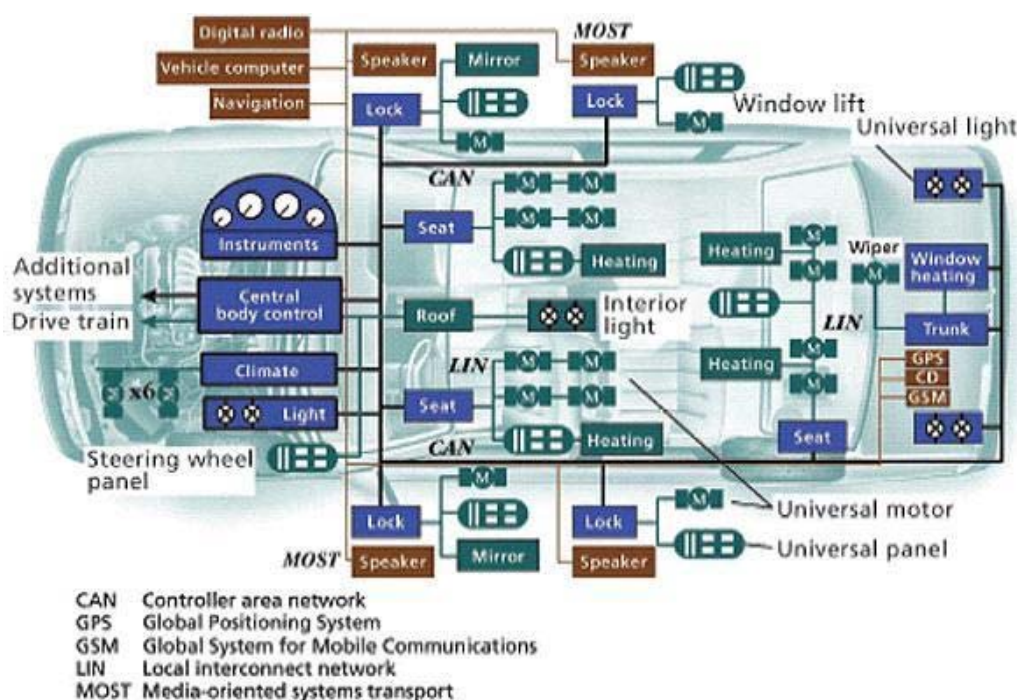 Digital radio
MOST
Speaker
Mirror
Speaker
Vehicle computer
Navigation
Lock
Lock
Window lift
M
M
Universal light
CAN
M
M
Seat
M
M
Instruments
Heating
Heating
M
Wiper
M
M
Window
heating
Additional
systems
Central
body control
Roof
Interior
light
Drive train
LIN
Trunk
Climate
LIN
M
M
Heating
M
GPS
CD
GSM
x6
Light
Seat
M
M
M
Seat
CAN
Heating
Steering wheel
panel
M
Lock
Lock
M
Universal motor
MOST
Speaker
Mirror
Speaker
Universal panel
CAN Controller area network
GPS Global Positioning System
GSM Global System for Mobile Communications
LIN Local interconnect network
MOST Media-oriented systems transport